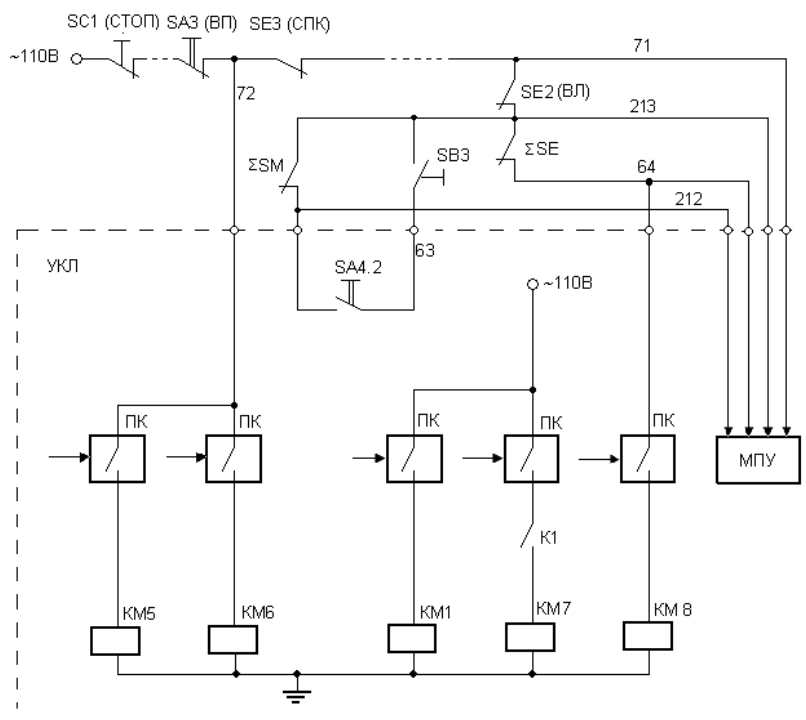 SC1 (СТОП) SA3 (ВП) SE3 (СПК)
~110В
71
72
SE2 (ВЛ)
213
ΣSM
SB3
ΣSE
64
212
УКЛ
SA4.2
63
~110В
ПК ПК ПК ПК ПК
МПУ
К1
КМ5 КМ6 КМ1 КМ7 КМ 8